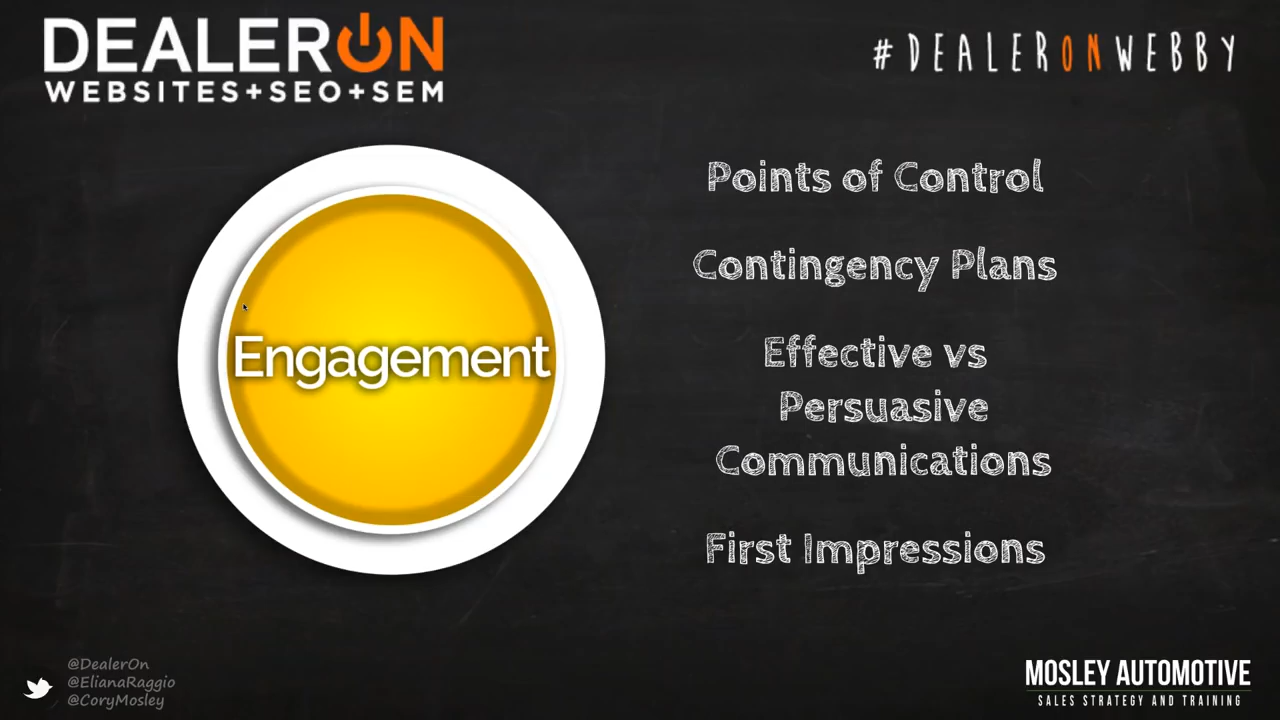 DEALERON
WEBSITES+SEO+SEM
#DEALERONWEBBY
Engagement
Points of Control
Contingency Plans
Effective vs
Persuasive
Communications
First Impressions
@DealerOn
@ElianaRaggio
@CoryMosley
MOSLEY AUTOMOTIVE
SALES STRATEGY AND TRAINING